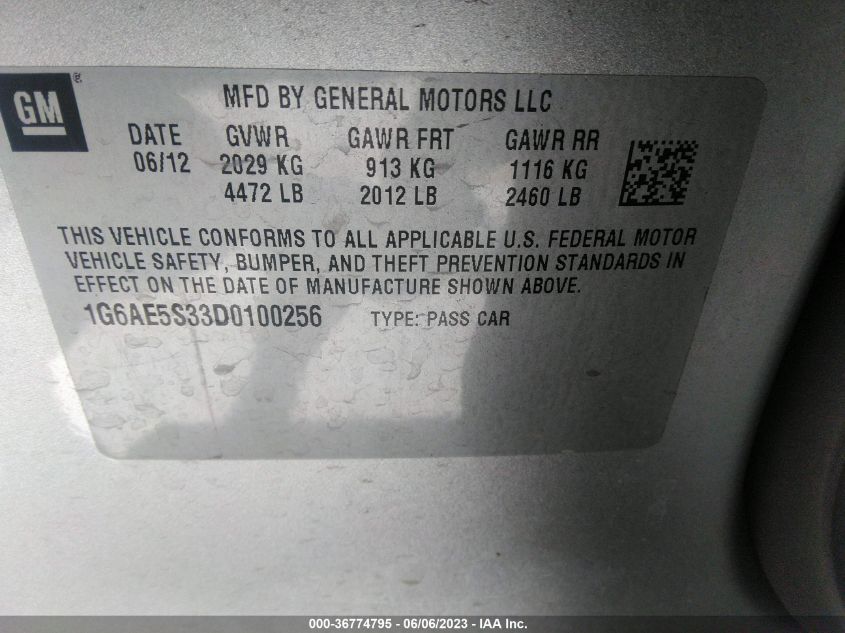 GM®
MFD BY GENERAL MOTORS LLC
DATE GVWR GAWR FRT GAWR RR
06/12 2029 KG 913 KG 1116 KG
4472 LB 2012 LB 2460 LB
THIS VEHICLE CONFORMS TO ALL APPLICABLE U.S. FEDERAL MOTOR
VEHICLE SAFETY, BUMPER, AND THEFT PREVENTION STANDARDS IN
EFFECT ON THE DATE OF MANUFACTURE SHOWN ABOVE.
1G6AE5S33D0100256 TYPE: PASS CAR
000-36774795 - 06/06/2023 - IAA Inc.